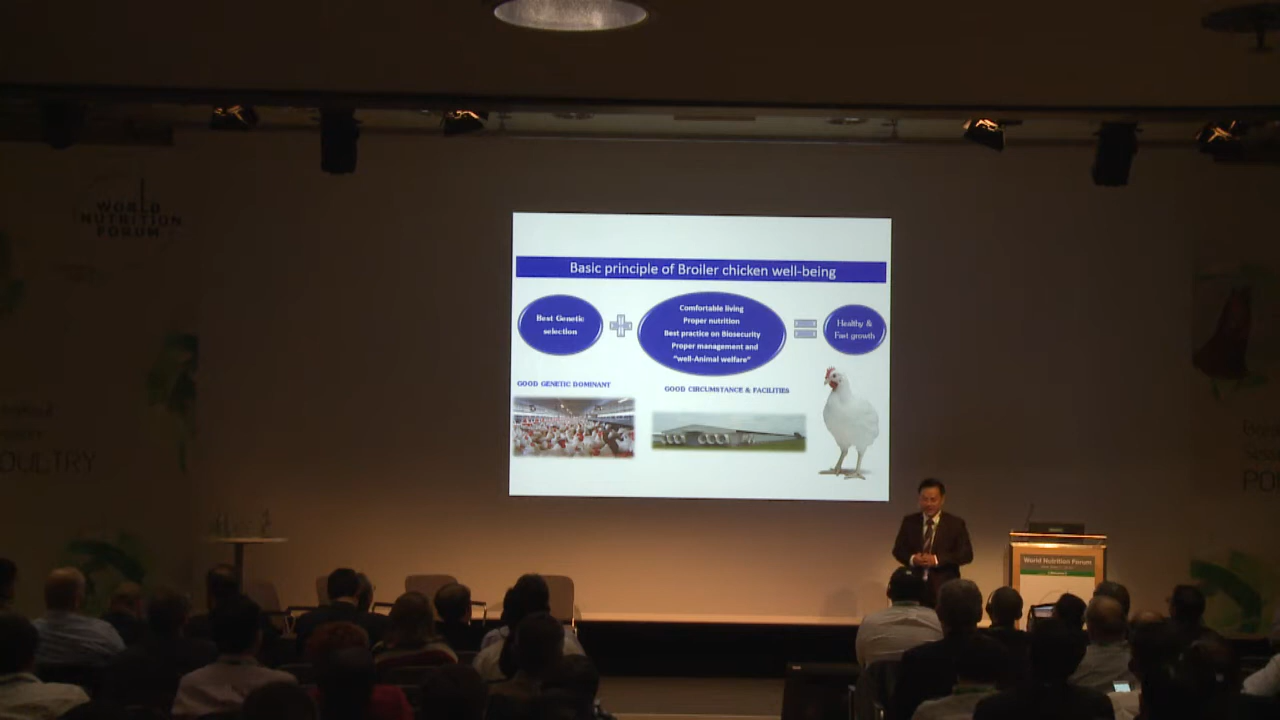 WORLD
NUTRITION
FORUM
Basic principle of Broiler chicken well-being
Best Genetic
selection
Comfortable living
Proper nutrition
Best practice on Biosecurity
Proper management and
"well-Animal welfare"
Healthy &
Fast growth
GOOD GENETIC DOMINANT
GOOD CIRCUMSTANCE & FACILITIES
OULTRY
PO
World Nutrition Forum